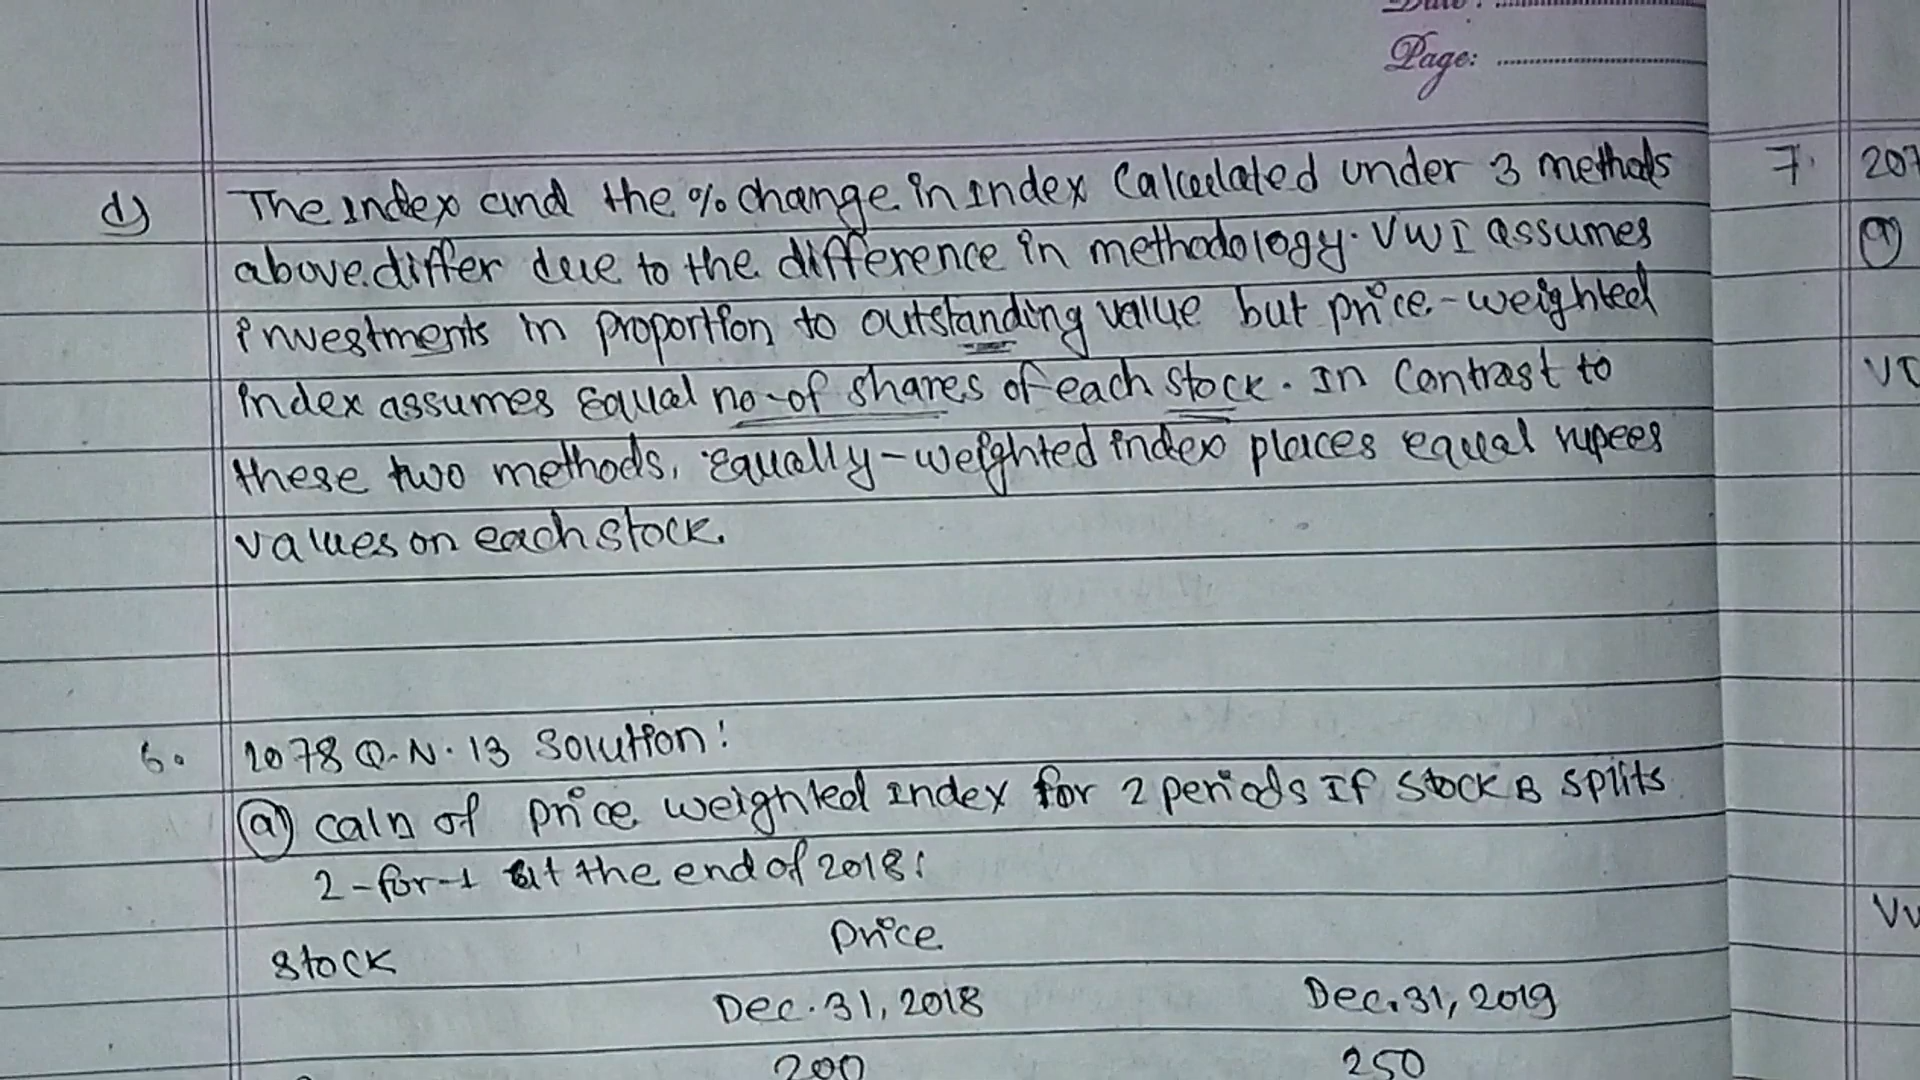 Page: ..........
d) The index and the % change in index calculated under 3 methods
above differ due to the difference in methodology. VWI assumes
investments in proportion to outstanding value but price-weighted
index assumes equal no. of shares of each stock. In contrast to
these two methods, equally-weighted index places equal rupees
values on each stock.
6. 2078 Q.N. 13 Solution:
(a) caln of price weighted index for 2 periods if stock B splits
2-for-1 at the end of 2018:
Stock Price
Dec. 31, 2018 Dec. 31, 2019
200 250
7. 207
(a)